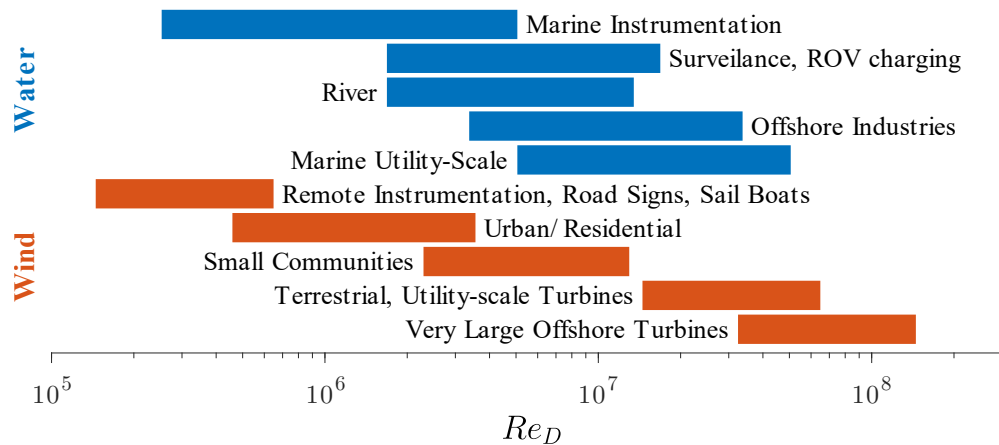 Water
Marine Instrumentation
Surveilance, ROV charging
River
Offshore Industries
Marine Utility-Scale
Wind
Remote Instrumentation, Road Signs, Sail Boats
Urban/ Residential
Small Communities
Terrestrial, Utility-scale Turbines
Very Large Offshore Turbines
10^5 10^6 10^7 10^8
Re_D